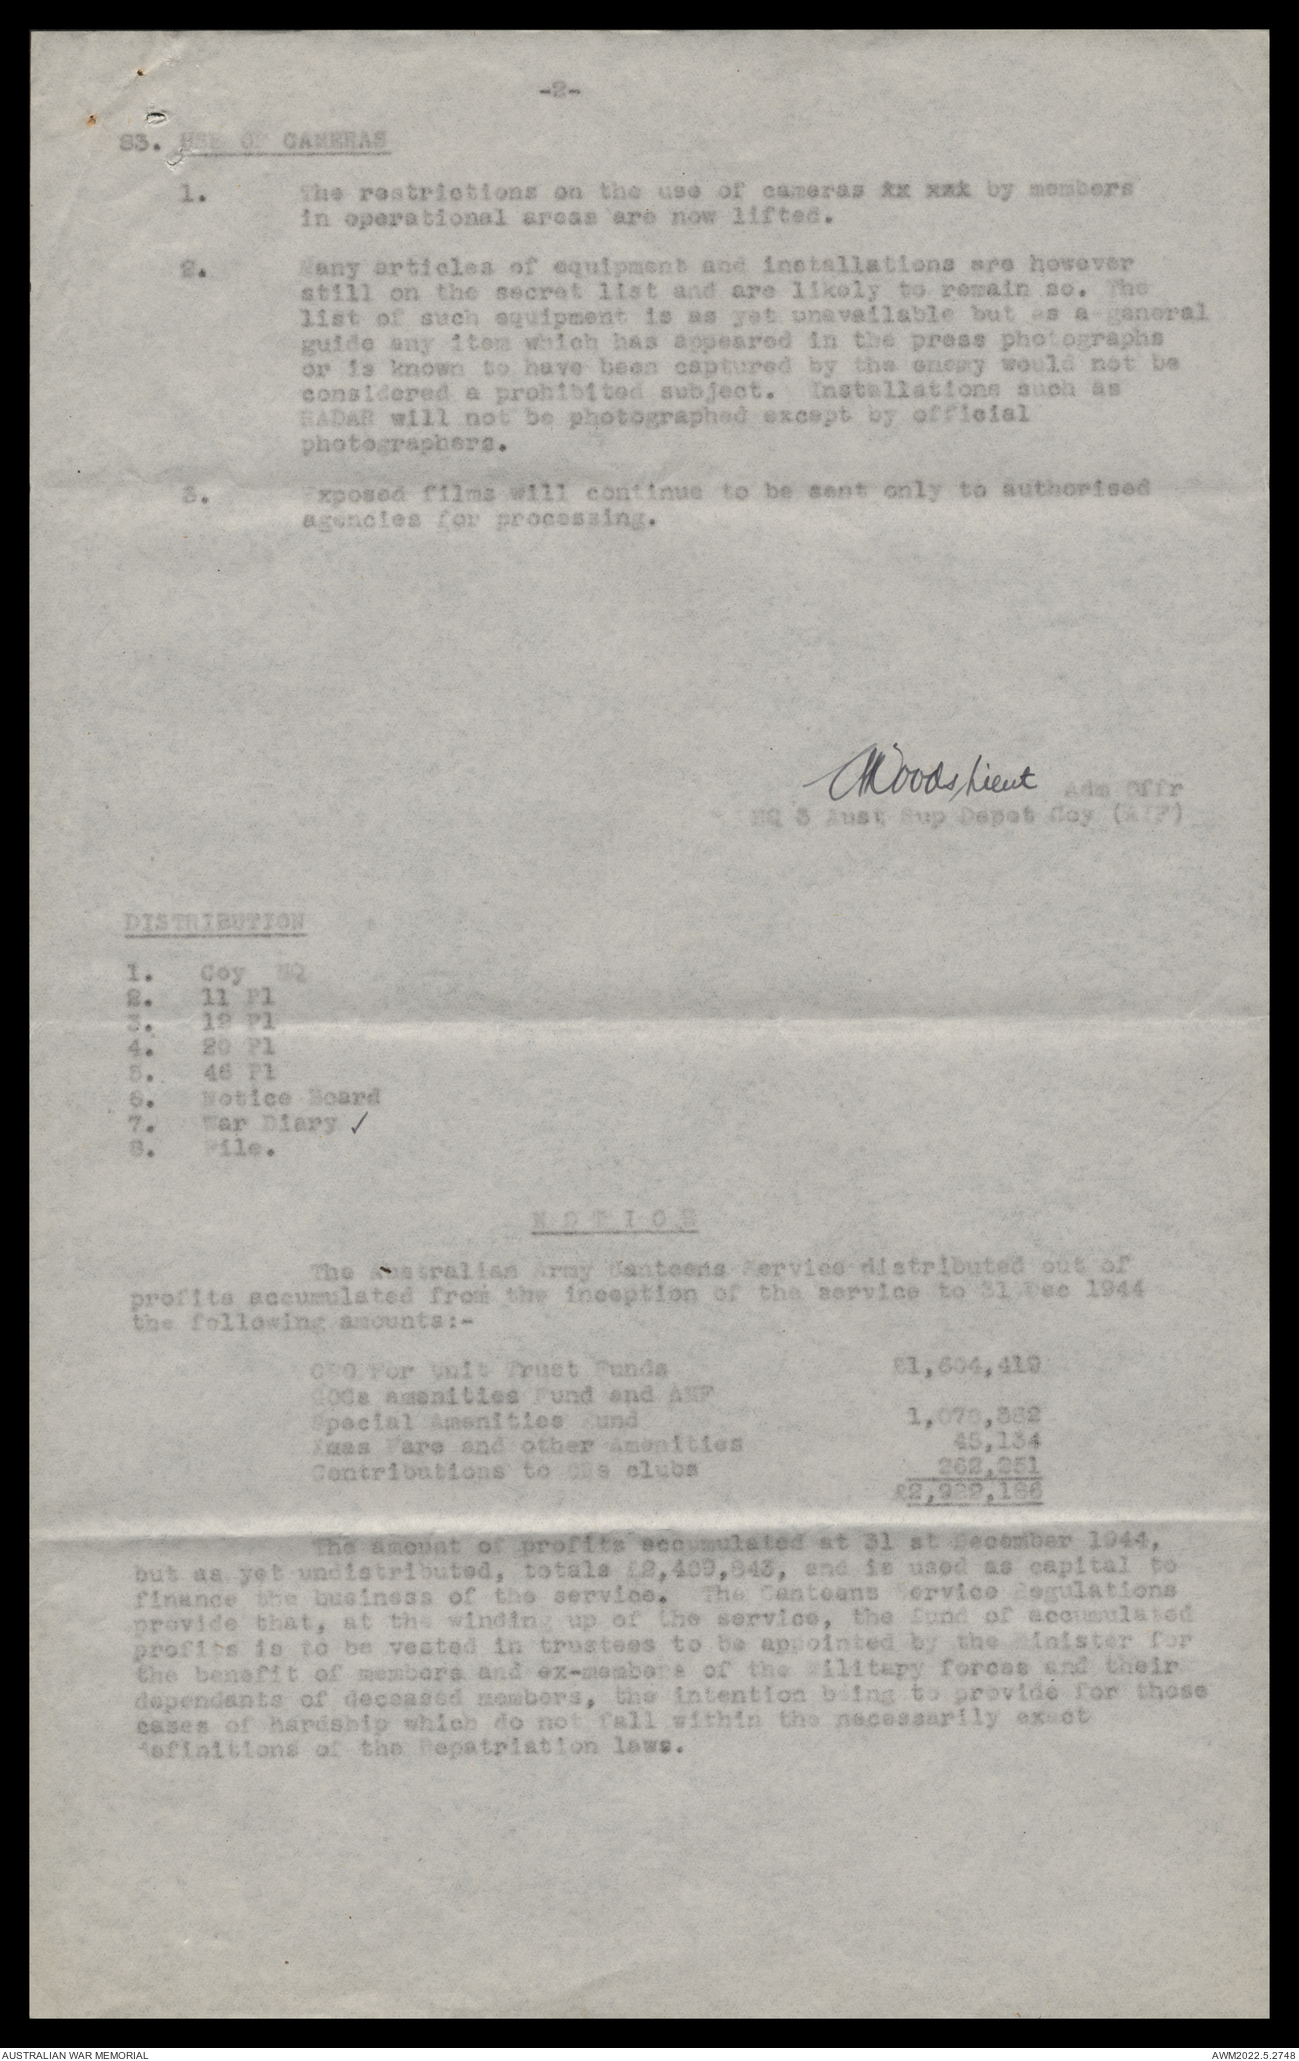 -2-
83. USE OF CAMERAS
1. The restrictions on the use of cameras xx xxx by members
in operational areas are now lifted.
2. Many articles of equipment and installations are however
still on the secret list and are likely to remain so. The
list of such equipment is as yet unavailable but as a general
guide any item which has appeared in the press photographs
or is known to have been captured by the enemy would not be
considered a prohibited subject. Installations such as
RADAR will not be photographed except by official
photographers.
3. Exposed films will continue to be sent only to authorised
agencies for processing.
Woods Lieut Adm Offr
HQ 3 Aust Sup Depot Coy (AIF)
DISTRIBUTION
1. Coy HQ
2. 11 Pl
3. 19 Pl
4. 20 Pl
5. 46 Pl
6. Notice Board
7. War Diary ✓
8. File.
N O T I C E
The Australian Army Canteens Service distributed out of
profits accumulated from the inception of the service to 31 Dec 1944
the following amounts:-
For Unit Trust Funds £1,604,419
GOCs amenities Fund and AMF
Special Amenities Fund
Xmas Fare and other Amenities 45,134
Contributions to clubs 262,251
The amount of profits accumulated at 31 st December 1944,
but as yet undistributed, totals £2,409,843, and is used as capital to
finance the business of the service. The Canteens Service Regulations
provide that, at the winding up of the service, the fund of accumulated
profits is to be vested in trustees to be appointed by the Minister for
the benefit of members and ex-members of the Military forces and their
dependants of deceased members, the intention being to provide for those
cases of hardship which do not fall within the necessarily exact
definitions of the Repatriation laws.
AUSTRALIAN WAR MEMORIAL
AWM2022.5.2748